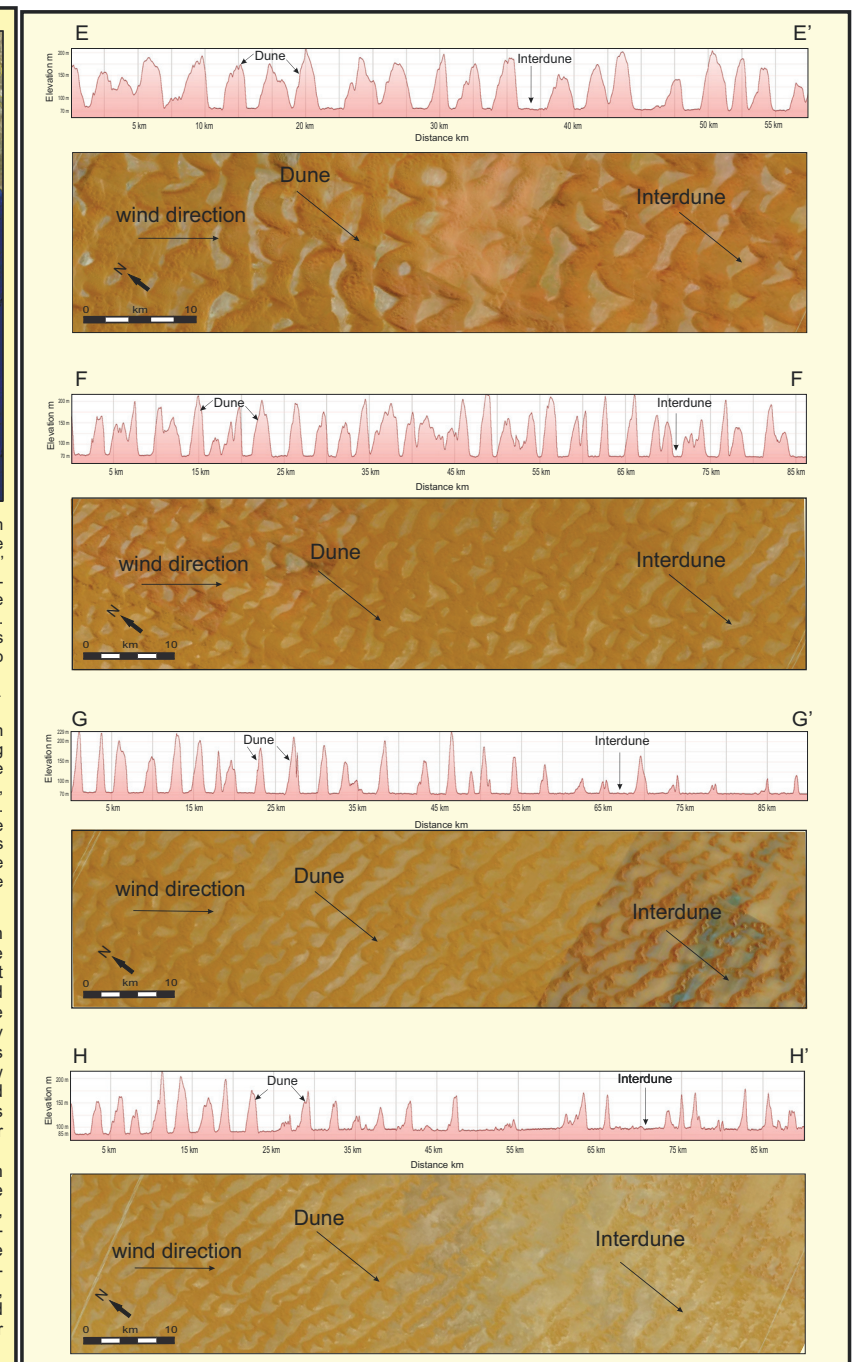 E E'
Elevation m
200 m
150 m
100 m
70 m
Dune
Interdune
5 km 10 km 20 km 30 km 40 km 50 km 55 km
Distance km
Dune
Interdune
wind direction
N
0 km 10
F F
Elevation m
200 m
150 m
100 m
70 m
Dune
Interdune
5 km 15 km 25 km 35 km 45 km 55 km 65 km 75 km 85 km
Distance km
Dune
Interdune
wind direction
N
0 km 10
G G'
Elevation m
220 m
200 m
150 m
100 m
70 m
Dune
Interdune
5 km 15 km 25 km 35 km 45 km 55 km 65 km 75 km 85 km
Distance km
Dune
wind direction
Interdune
N
0 km 10
H H'
Elevation m
200 m
150 m
100 m
85 m
Dune
Interdune
5 km 15 km 25 km 35 km 45 km 55 km 65 km 75 km 85 km
Distance km
Dune
Interdune
wind direction
N
0 km 10